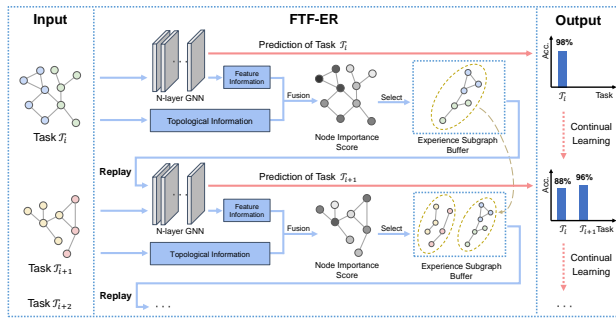 Input
FTF-ER
Output
Prediction of Task 𝒯i
Acc.
98%
𝒯i
Task
N-layer GNN
Feature
Information
Topological Information
Fusion
Node Importance
Score
Select
Experience Subgraph
Buffer
Task 𝒯i
Continual
Learning
Replay
Prediction of Task 𝒯i+1
Acc.
88%
96%
𝒯i
𝒯i+1
Task
N-layer GNN
Feature
Information
Topological Information
Fusion
Node Importance
Score
Select
Experience Subgraph
Buffer
Task 𝒯i+1
Continual
Learning
Replay
Task 𝒯i+2
. . .
. . .